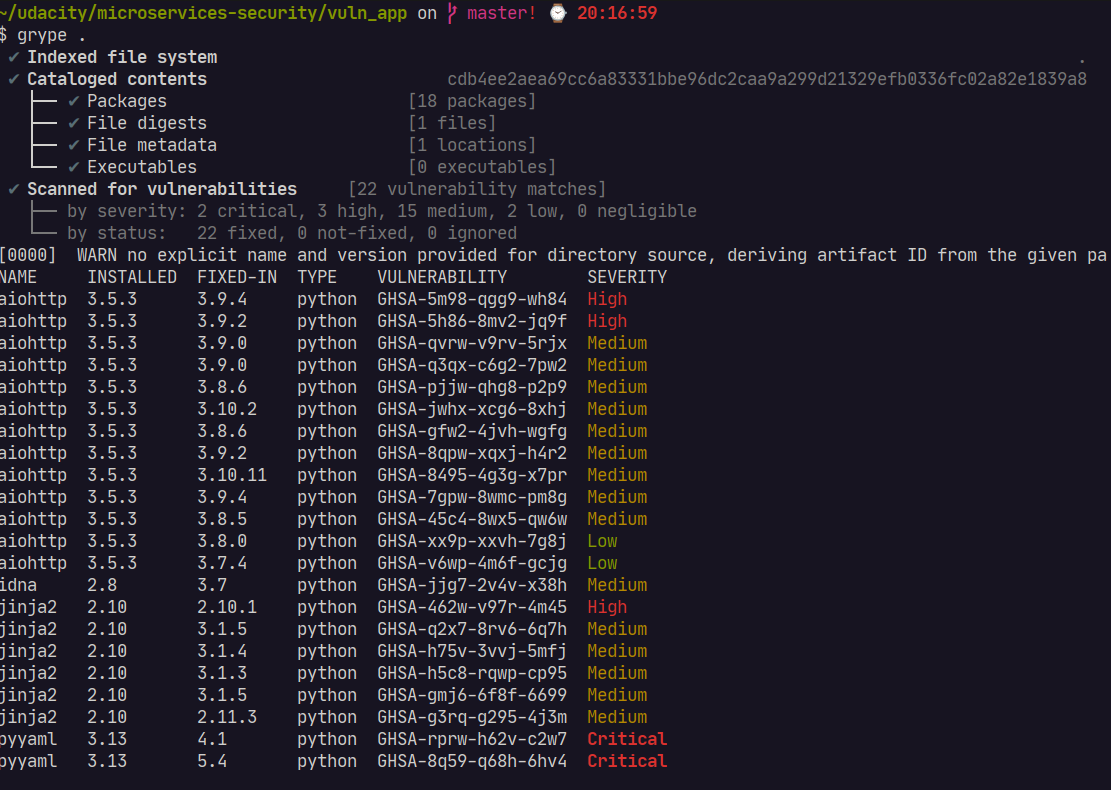 ~/udacity/microservices-security/vuln_app on master! ⌚ 20:16:59
$ grype .
✔ Indexed file system .
✔ Cataloged contents cdb4ee2aea69cc6a83331bbe96dc2caa9a299d21329efb0336fc02a82e1839a8
├── ✔ Packages [18 packages]
├── ✔ File digests [1 files]
├── ✔ File metadata [1 locations]
└── ✔ Executables [0 executables]
✔ Scanned for vulnerabilities [22 vulnerability matches]
├── by severity: 2 critical, 3 high, 15 medium, 2 low, 0 negligible
└── by status: 22 fixed, 0 not-fixed, 0 ignored
[0000] WARN no explicit name and version provided for directory source, deriving artifact ID from the given pa
NAME INSTALLED FIXED-IN TYPE VULNERABILITY SEVERITY
aiohttp 3.5.3 3.9.4 python GHSA-5m98-qgg9-wh84 High
aiohttp 3.5.3 3.9.2 python GHSA-5h86-8mv2-jq9f High
aiohttp 3.5.3 3.9.0 python GHSA-qvrw-v9rv-5rjx Medium
aiohttp 3.5.3 3.9.0 python GHSA-q3qx-c6g2-7pw2 Medium
aiohttp 3.5.3 3.8.6 python GHSA-pjjw-qhg8-p2p9 Medium
aiohttp 3.5.3 3.10.2 python GHSA-jwhx-xcg6-8xhj Medium
aiohttp 3.5.3 3.8.6 python GHSA-gfw2-4jvh-wgfg Medium
aiohttp 3.5.3 3.9.2 python GHSA-8qpw-xqxj-h4r2 Medium
aiohttp 3.5.3 3.10.11 python GHSA-8495-4g3g-x7pr Medium
aiohttp 3.5.3 3.9.4 python GHSA-7gpw-8wmc-pm8g Medium
aiohttp 3.5.3 3.8.5 python GHSA-45c4-8wx5-qw6w Medium
aiohttp 3.5.3 3.8.0 python GHSA-xx9p-xxvh-7g8j Low
aiohttp 3.5.3 3.7.4 python GHSA-v6wp-4m6f-gcjg Low
idna 2.8 3.7 python GHSA-jjg7-2v4v-x38h Medium
jinja2 2.10 2.10.1 python GHSA-462w-v97r-4m45 High
jinja2 2.10 3.1.5 python GHSA-q2x7-8rv6-6q7h Medium
jinja2 2.10 3.1.4 python GHSA-h75v-3vvj-5mfj Medium
jinja2 2.10 3.1.3 python GHSA-h5c8-rqwp-cp95 Medium
jinja2 2.10 3.1.5 python GHSA-gmj6-6f8f-6699 Medium
jinja2 2.10 2.11.3 python GHSA-g3rq-g295-4j3m Medium
pyyaml 3.13 4.1 python GHSA-rprw-h62v-c2w7 Critical
pyyaml 3.13 5.4 python GHSA-8q59-q68h-6hv4 Critical